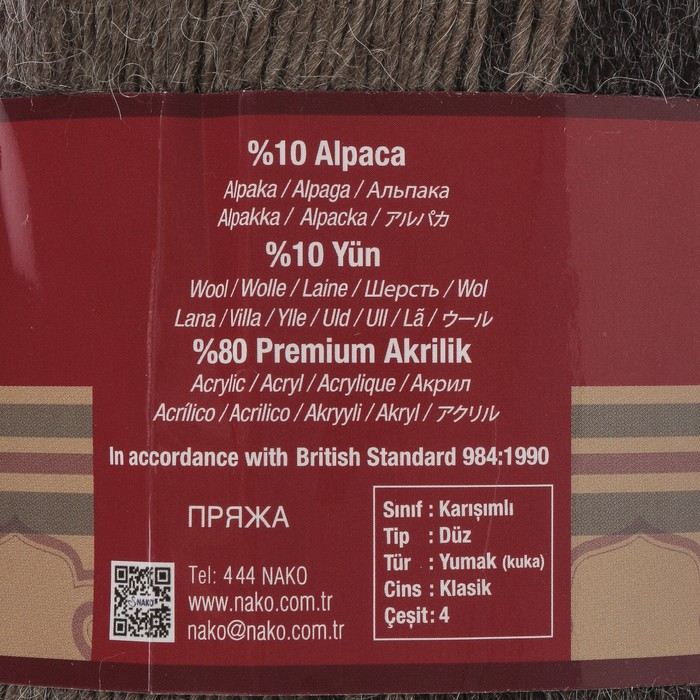 %10 Alpaca
Alpaka / Alpaga / Альпака
Alpakka / Alpacka / アルパカ
%10 Yün
Wool / Wolle / Laine / Шерсть / Wol
Lana / Villa / Ylle / Uld / Ull / Lã / ウール
%80 Premium Akrilik
Acrylic / Acryl / Acrylique / Акрил
Acrílico / Acrilico / Akryyli / Akryl / アクリル
In accordance with British Standard 984:1990
ПРЯЖА
Tel: 444 NAKO
www.nako.com.tr
nako@nako.com.tr
NAKO
Sınıf : Karışımlı
Tip : Düz
Tür : Yumak (kuka)
Cins : Klasik
Çeşit : 4